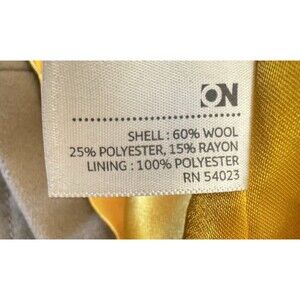 ON
SHELL : 60% WOOL
25% POLYESTER, 15% RAYON
LINING : 100% POLYESTER
RN 54023